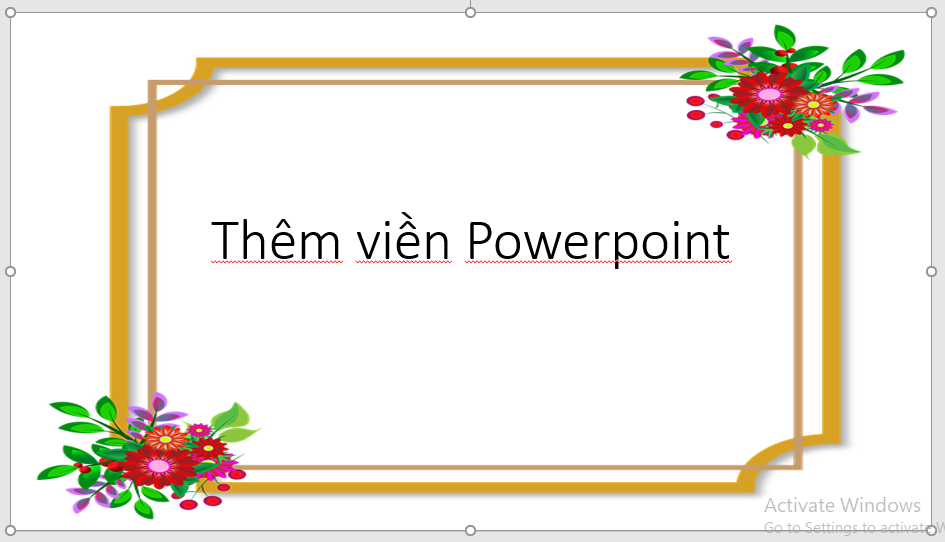 Thêm viền Powerpoint
Activate Windows
Go to Settings to activate W